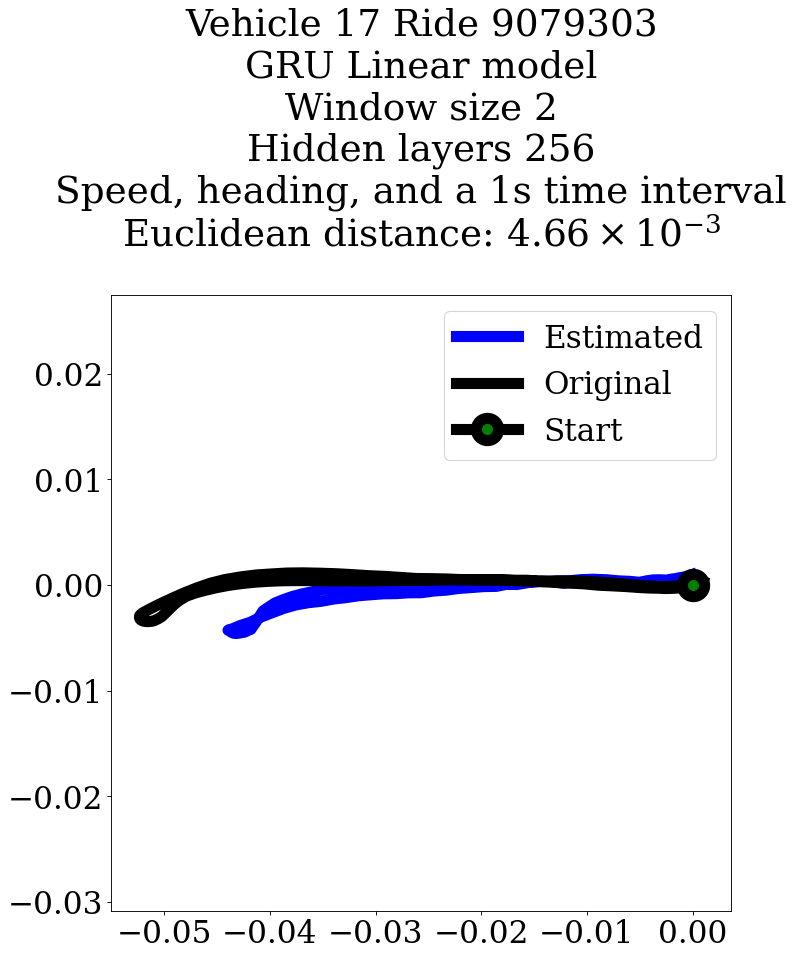 Vehicle 17 Ride 9079303
GRU Linear model
Window size 2
Hidden layers 256
Speed, heading, and a 1s time interval
Euclidean distance: 4.66 × 10⁻³
Estimated
Original
Start
0.02
0.01
0.00
−0.01
−0.02
−0.03
−0.05 −0.04 −0.03 −0.02 −0.01 0.00